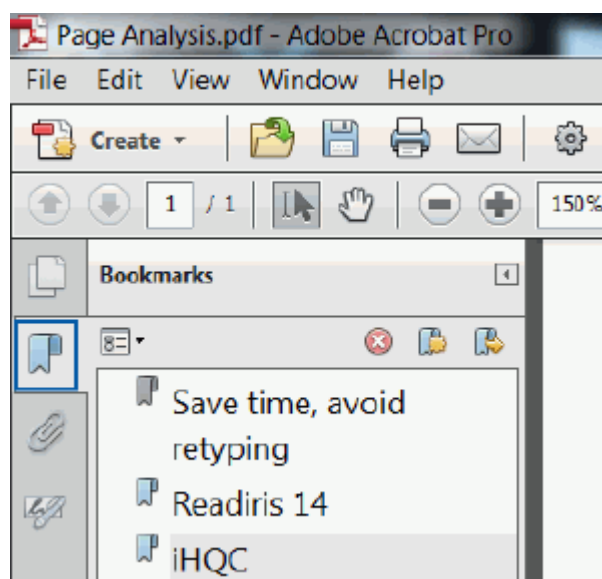 Page Analysis.pdf - Adobe Acrobat Pro
File Edit View Window Help
Create
1 / 1 150%
Bookmarks
Save time, avoid
retyping
Readiris 14
iHQC